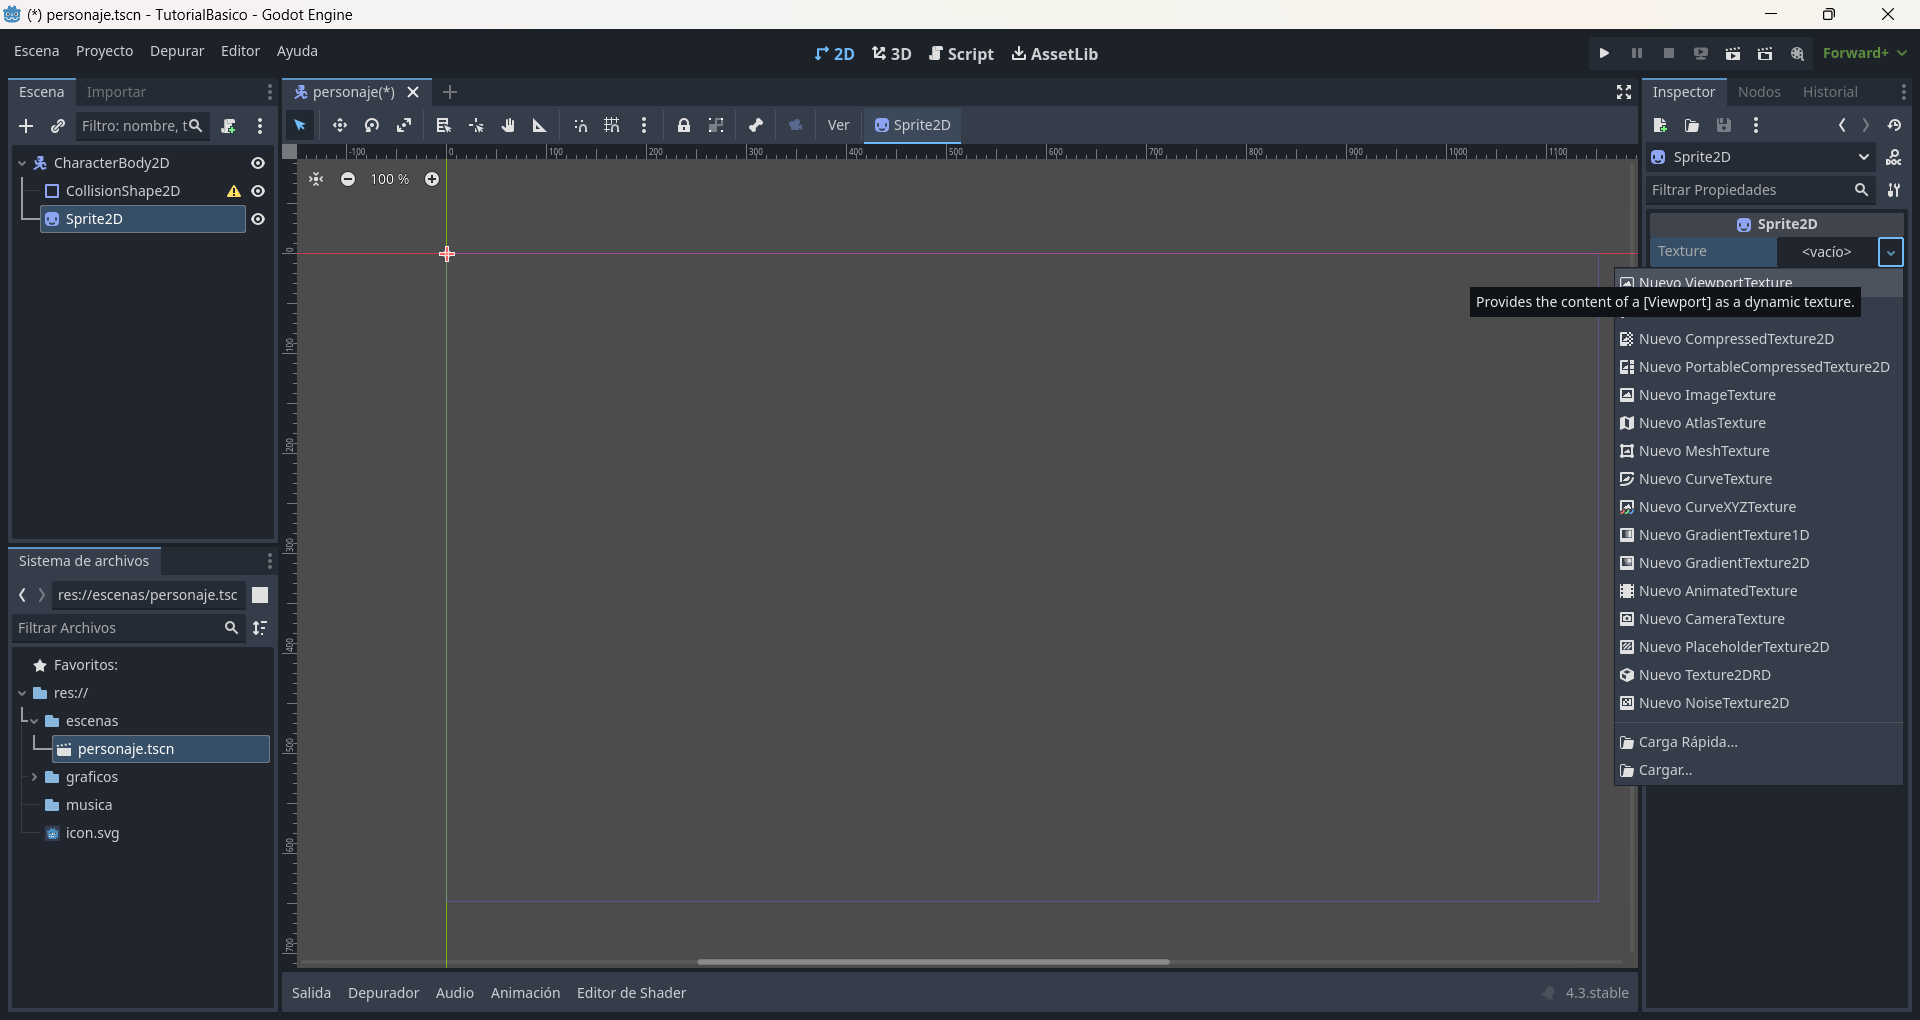 (*) personaje.tscn - TutorialBasico - Godot Engine
Escena Proyecto Depurar Editor Ayuda
2D 3D Script AssetLib
Forward+
Escena Importar
Filtro: nombre, t
CharacterBody2D
CollisionShape2D
Sprite2D
Sistema de archivos
res://escenas/personaje.tsc
Filtrar Archivos
Favoritos:
res://
escenas
personaje.tscn
graficos
musica
icon.svg
personaje(*)
Ver Sprite2D
-100 0 100 200 300 400 500 600 700 800 900 1000 1100
100 %
0
100
200
300
400
500
600
700
Salida Depurador Audio Animación Editor de Shader
4.3.stable
Inspector Nodos Historial
Sprite2D
Filtrar Propiedades
Sprite2D
Texture <vacío>
Nuevo ViewportTexture
Provides the content of a [Viewport] as a dynamic texture.
Nuevo CompressedTexture2D
Nuevo PortableCompressedTexture2D
Nuevo ImageTexture
Nuevo AtlasTexture
Nuevo MeshTexture
Nuevo CurveTexture
Nuevo CurveXYZTexture
Nuevo GradientTexture1D
Nuevo GradientTexture2D
Nuevo AnimatedTexture
Nuevo CameraTexture
Nuevo PlaceholderTexture2D
Nuevo Texture2DRD
Nuevo NoiseTexture2D
Carga Rápida...
Cargar...